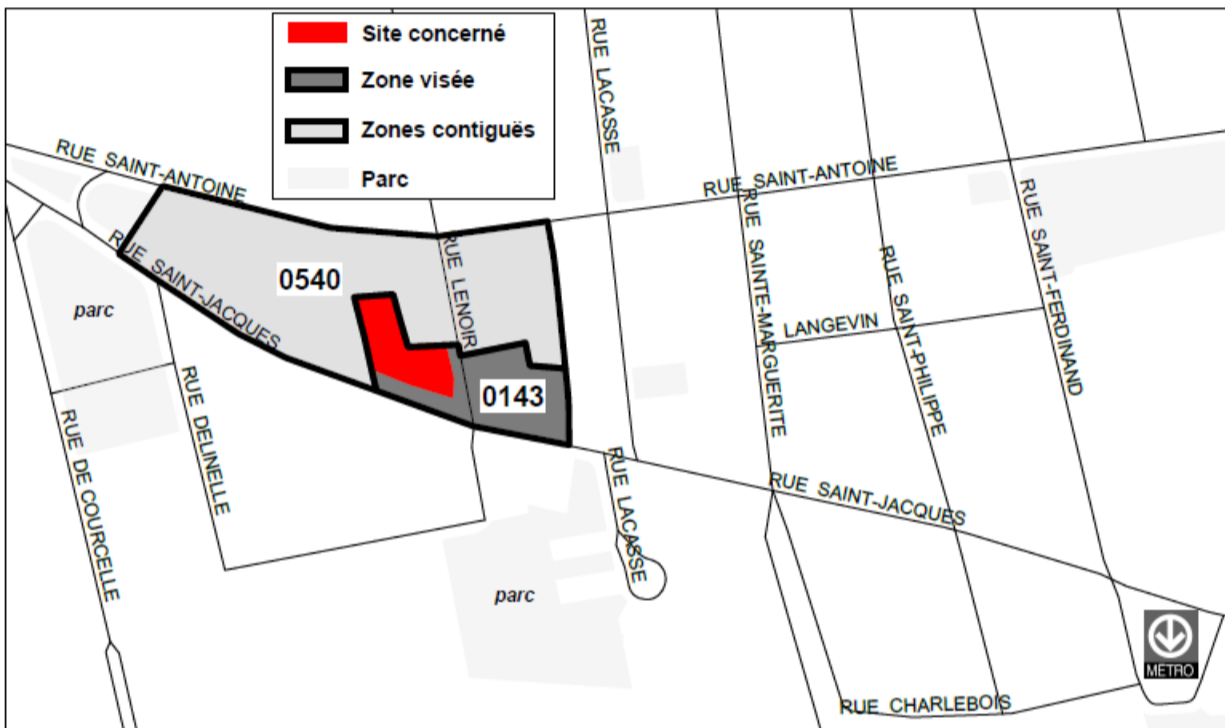 Site concerné
Zone visée
Zones contiguës
Parc
RUE LACASSE
RUE SAINT-ANTOINE
RUE SAINT-ANTOINE
RUE SAINT-JACQUES
RUE LENOIR
RUE SAINTE-MARGUERITE
RUE SAINT-PHILIPPE
RUE SAINT-FERDINAND
0540
parc
LANGEVIN
0143
RUE DELINELLE
RUE DE COURCELLE
RUE LACASSE
RUE SAINT-JACQUES
parc
MÉTRO
RUE CHARLEBOIS